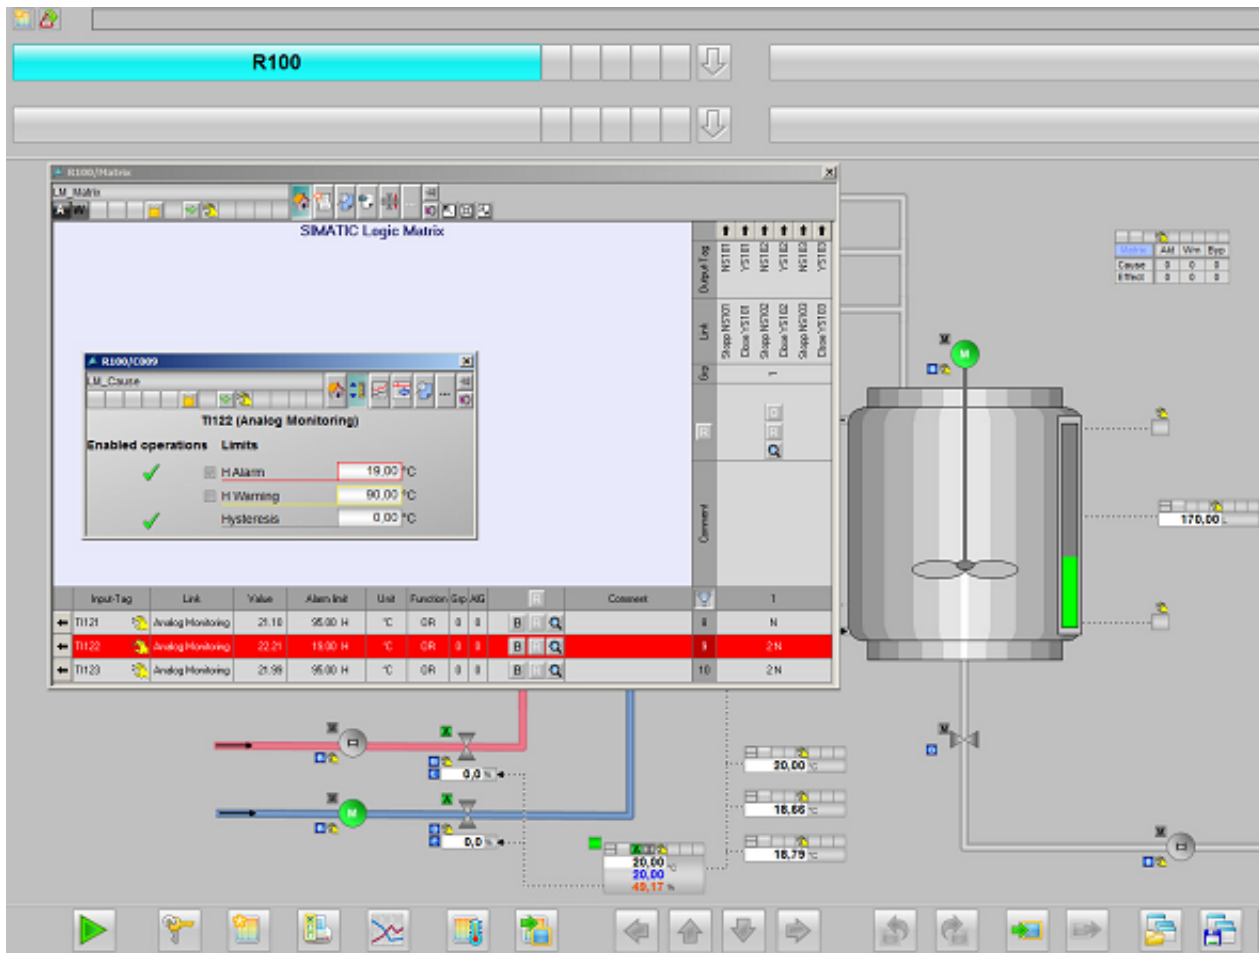 R100
R100/Matrix
LM_Matrix
A W
SIMATIC Logic Matrix
Output Tag
NS101
YS101
NS102
YS102
NS103
YS103
Link
Stopp NS101
Close YS101
Stopp NS102
Close YS102
Stopp NS103
Close YS103
Grp
1
R
Comment
Matrix Akt Wrn Byp
Cause 0 0 0
Effect 0 0 0
R100/C009
LM_Cause
TI122 (Analog Monitoring)
Enabled operations Limits
H Alarm 19.00 °C
H Warning 90.00 °C
Hysteresis 0,00 °C
Input-Tag Link Value Alarm limit Unit Function Grp AIG R Comment 1
TI121 Analog Monitoring 21.10 95.00 H °C OR 0 0 B R 8 N
TI122 Analog Monitoring 22.21 19.00 H °C OR 0 0 B R 9 2N
TI123 Analog Monitoring 21.99 95.00 H °C OR 0 0 B R 10 2N
M
170,00
0,0 %
M
0,0 %
20,00 °C
18,66 °C
18,79 °C
20,00 °C
20,00
49,17 %